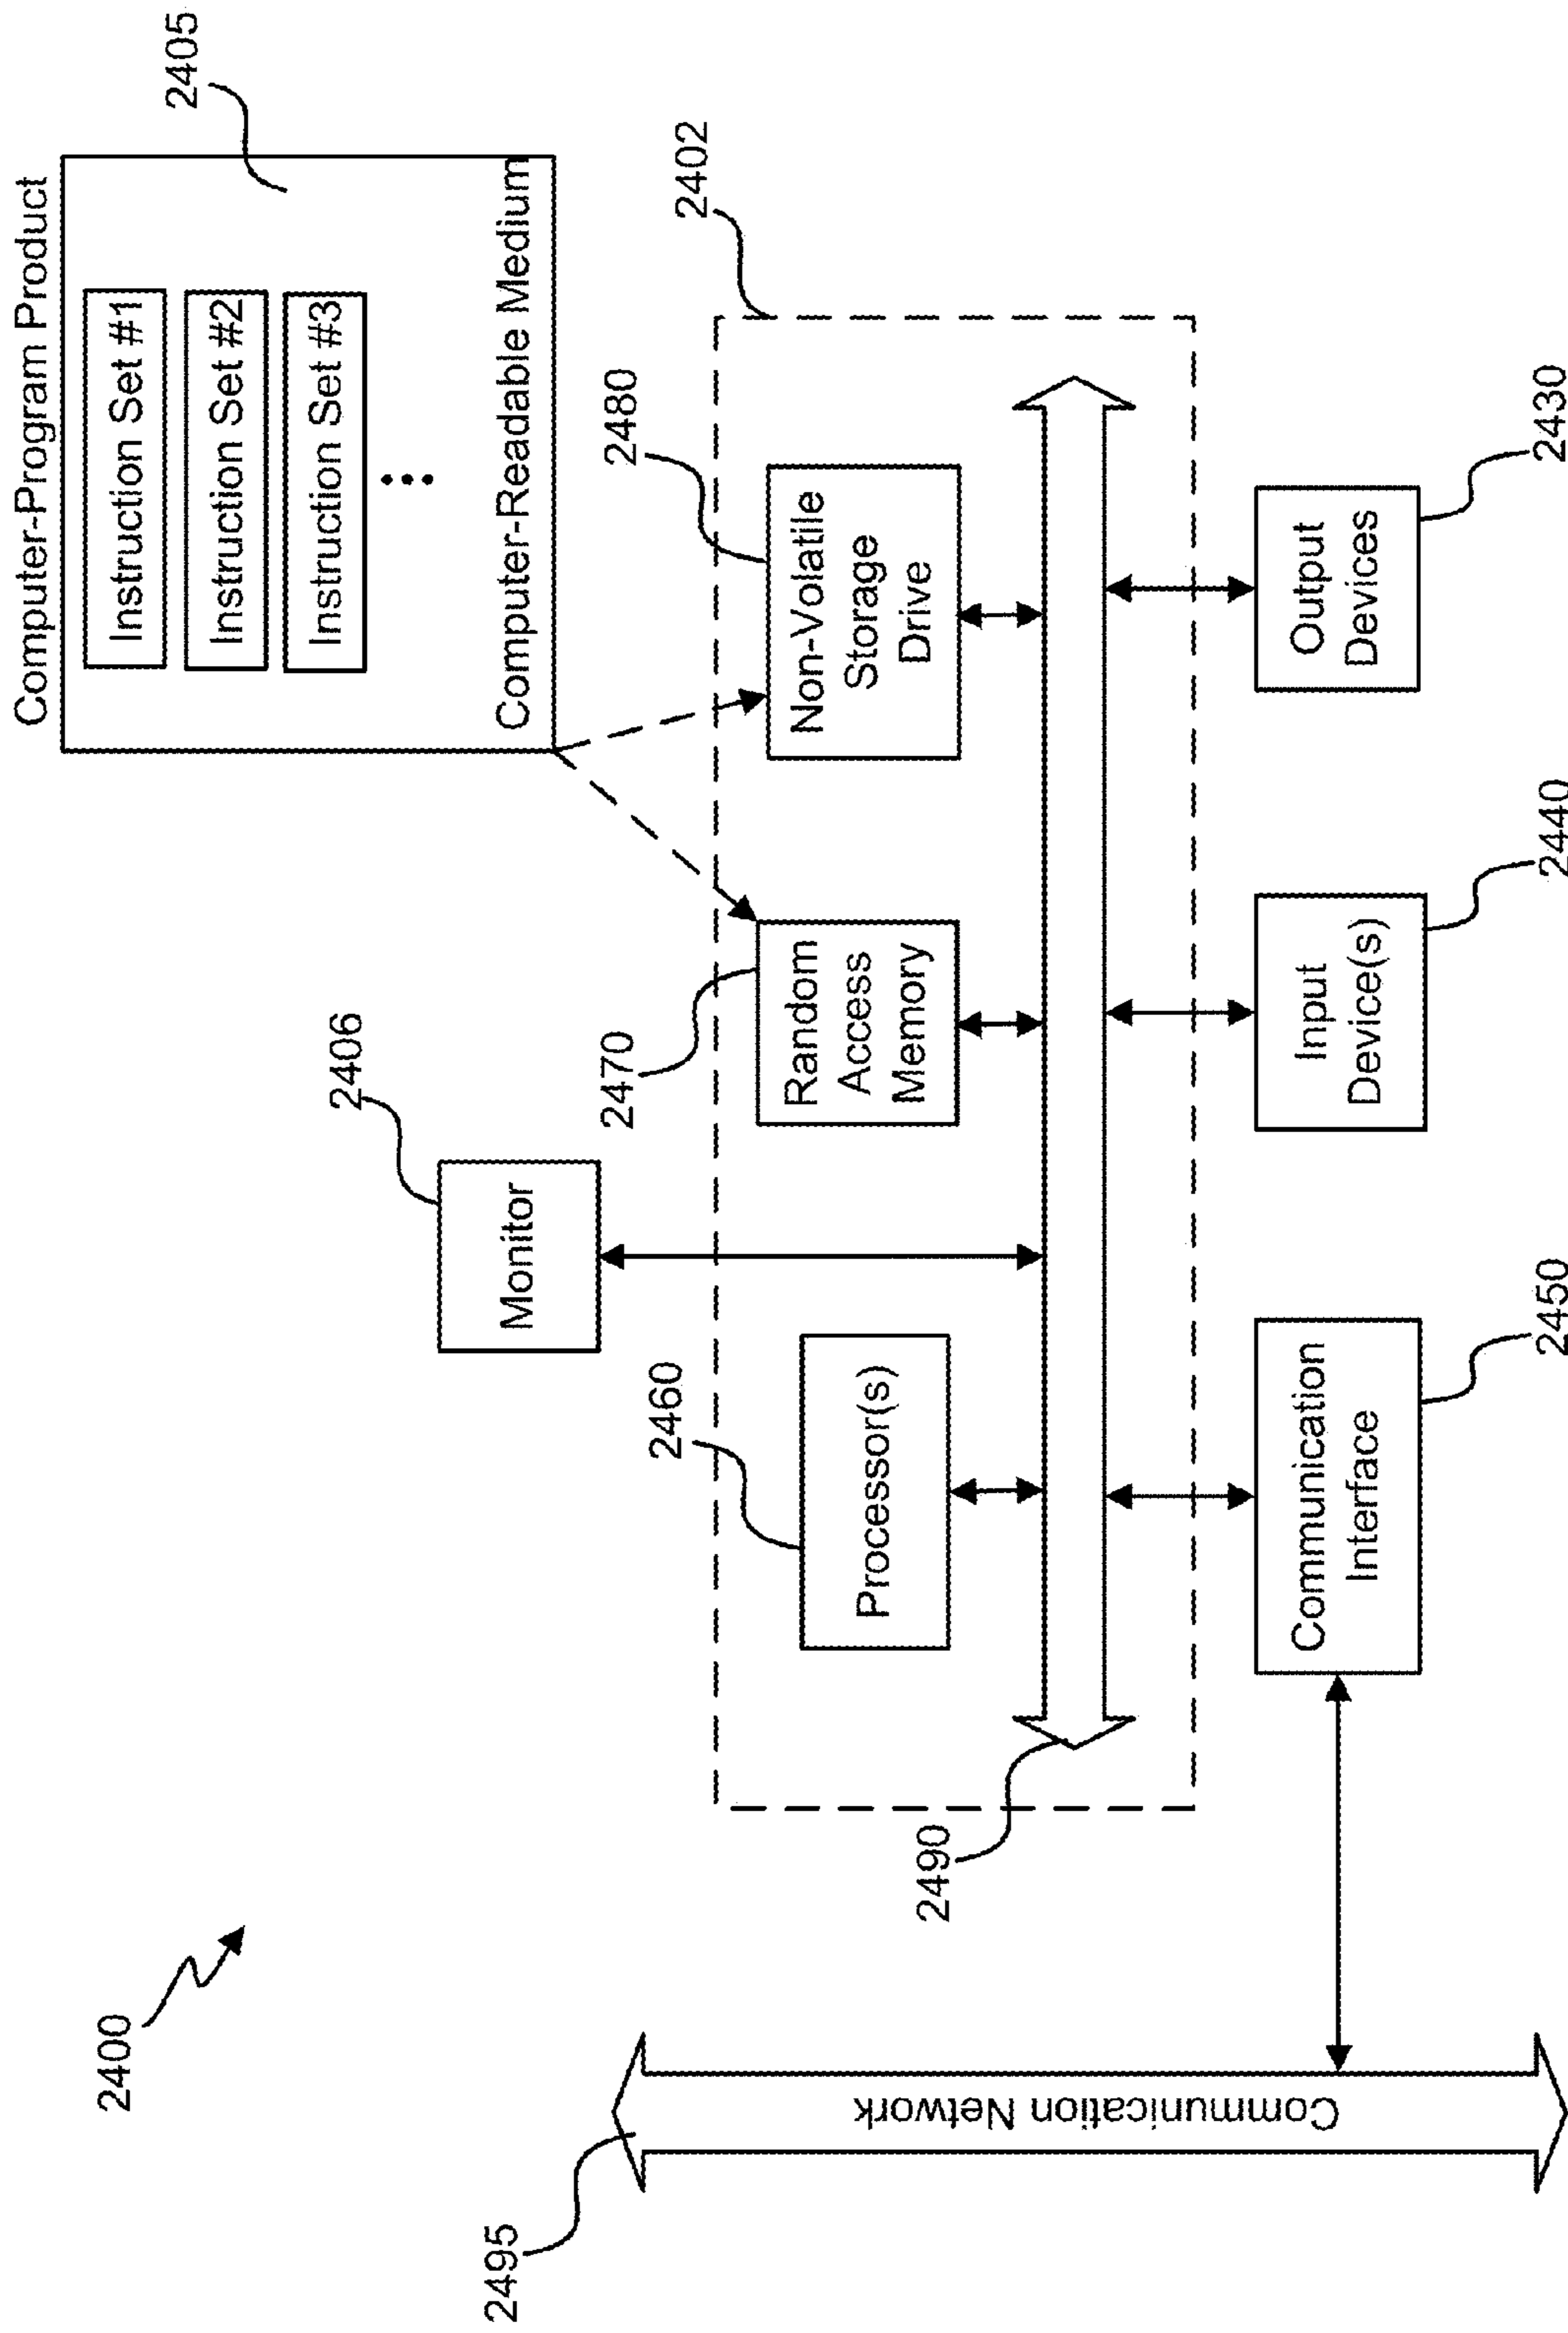 2400
Computer-Program Product
Instruction Set #1
Instruction Set #2
Instruction Set #3
Computer-Readable Medium
2405
2406
Monitor
2402
2495
Communication Network
2460
Processor(s)
2470
Random
Access
Memory
2480
Non-Volatile
Storage
Drive
2490
Communication
Interface
2450
Input
Device(s)
2440
Output
Devices
2430